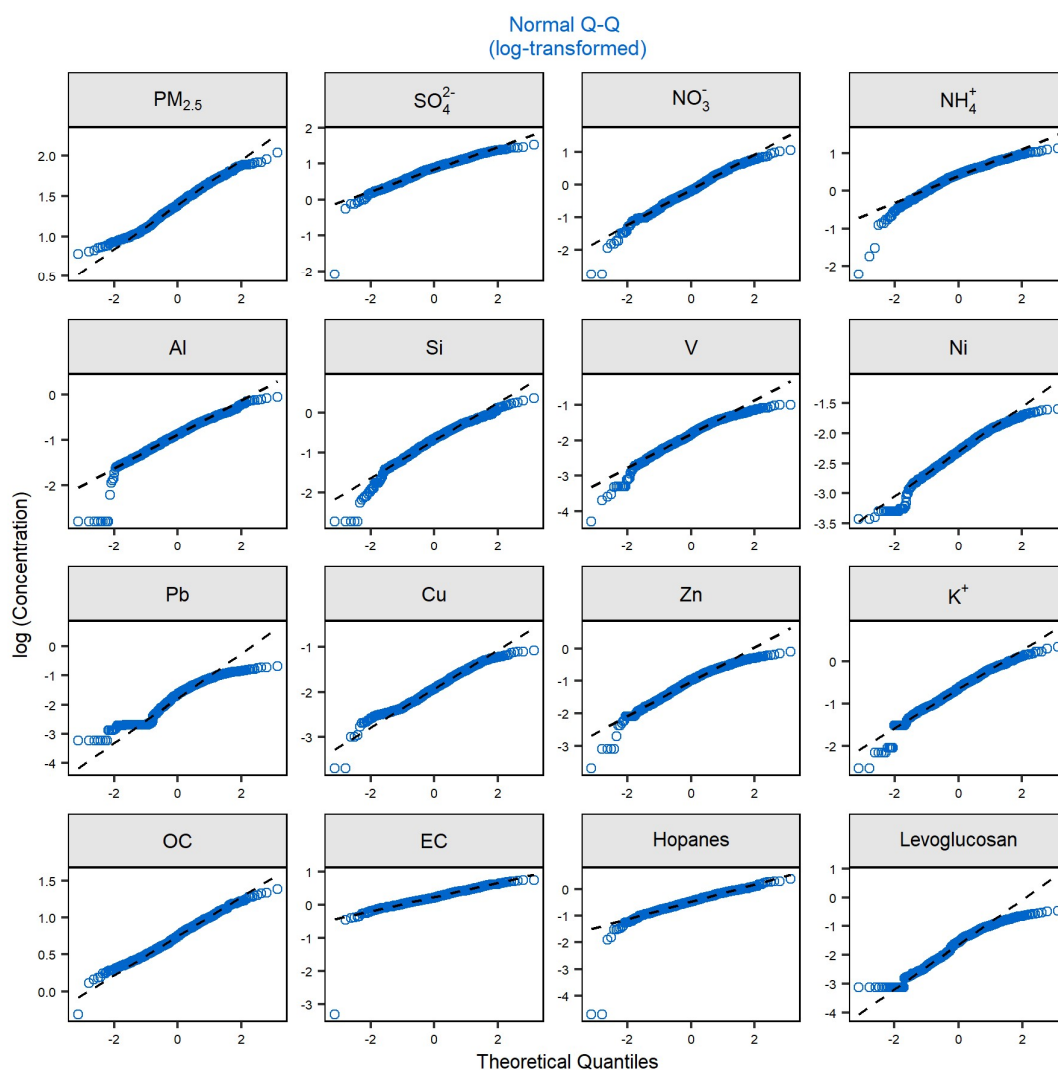 Normal Q-Q
(log-transformed)
PM2.5
SO4 2-
NO3 -
NH4 +
2.0
1.5
1.0
0.5
-2 0 2
2
1
0
-1
-2
-2 0 2
1
0
-1
-2
-2 0 2
1
0
-1
-2
-2 0 2
Al
Si
V
Ni
0
-1
-2
-2 0 2
0
-1
-2
-2 0 2
-1
-2
-3
-4
-2 0 2
-1.5
-2.0
-2.5
-3.0
-3.5
-2 0 2
Pb
Cu
Zn
K+
0
-1
-2
-3
-4
-2 0 2
-1
-2
-3
-2 0 2
0
-1
-2
-3
-2 0 2
0
-1
-2
-2 0 2
OC
EC
Hopanes
Levoglucosan
1.5
1.0
0.5
0.0
-2 0 2
1
0
-1
-2
-3
-2 0 2
0
-1
-2
-3
-4
-2 0 2
1
0
-1
-2
-3
-4
-2 0 2
log (Concentration)
Theoretical Quantiles